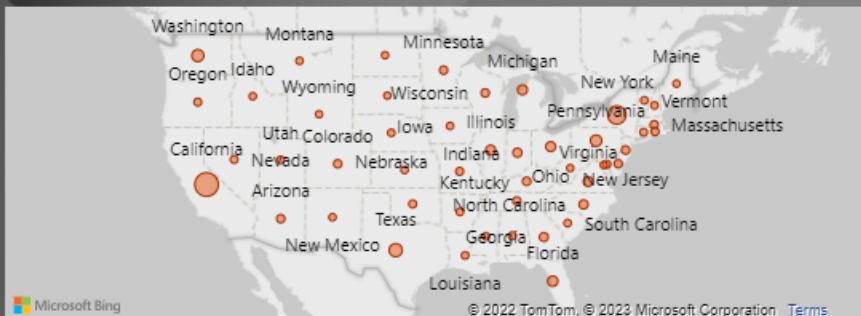 Washington
Montana
Minnesota
Michigan
Maine
Oregon
Idaho
Wyoming
Wisconsin
New York
Vermont
Pennsylvania
Massachusetts
Utah
Colorado
Iowa
Illinois
California
Nevada
Nebraska
Indiana
Virginia
Arizona
Kentucky
Ohio
New Jersey
Texas
North Carolina
South Carolina
New Mexico
Georgia
Florida
Louisiana
Microsoft Bing
© 2022 TomTom, © 2023 Microsoft Corporation Terms